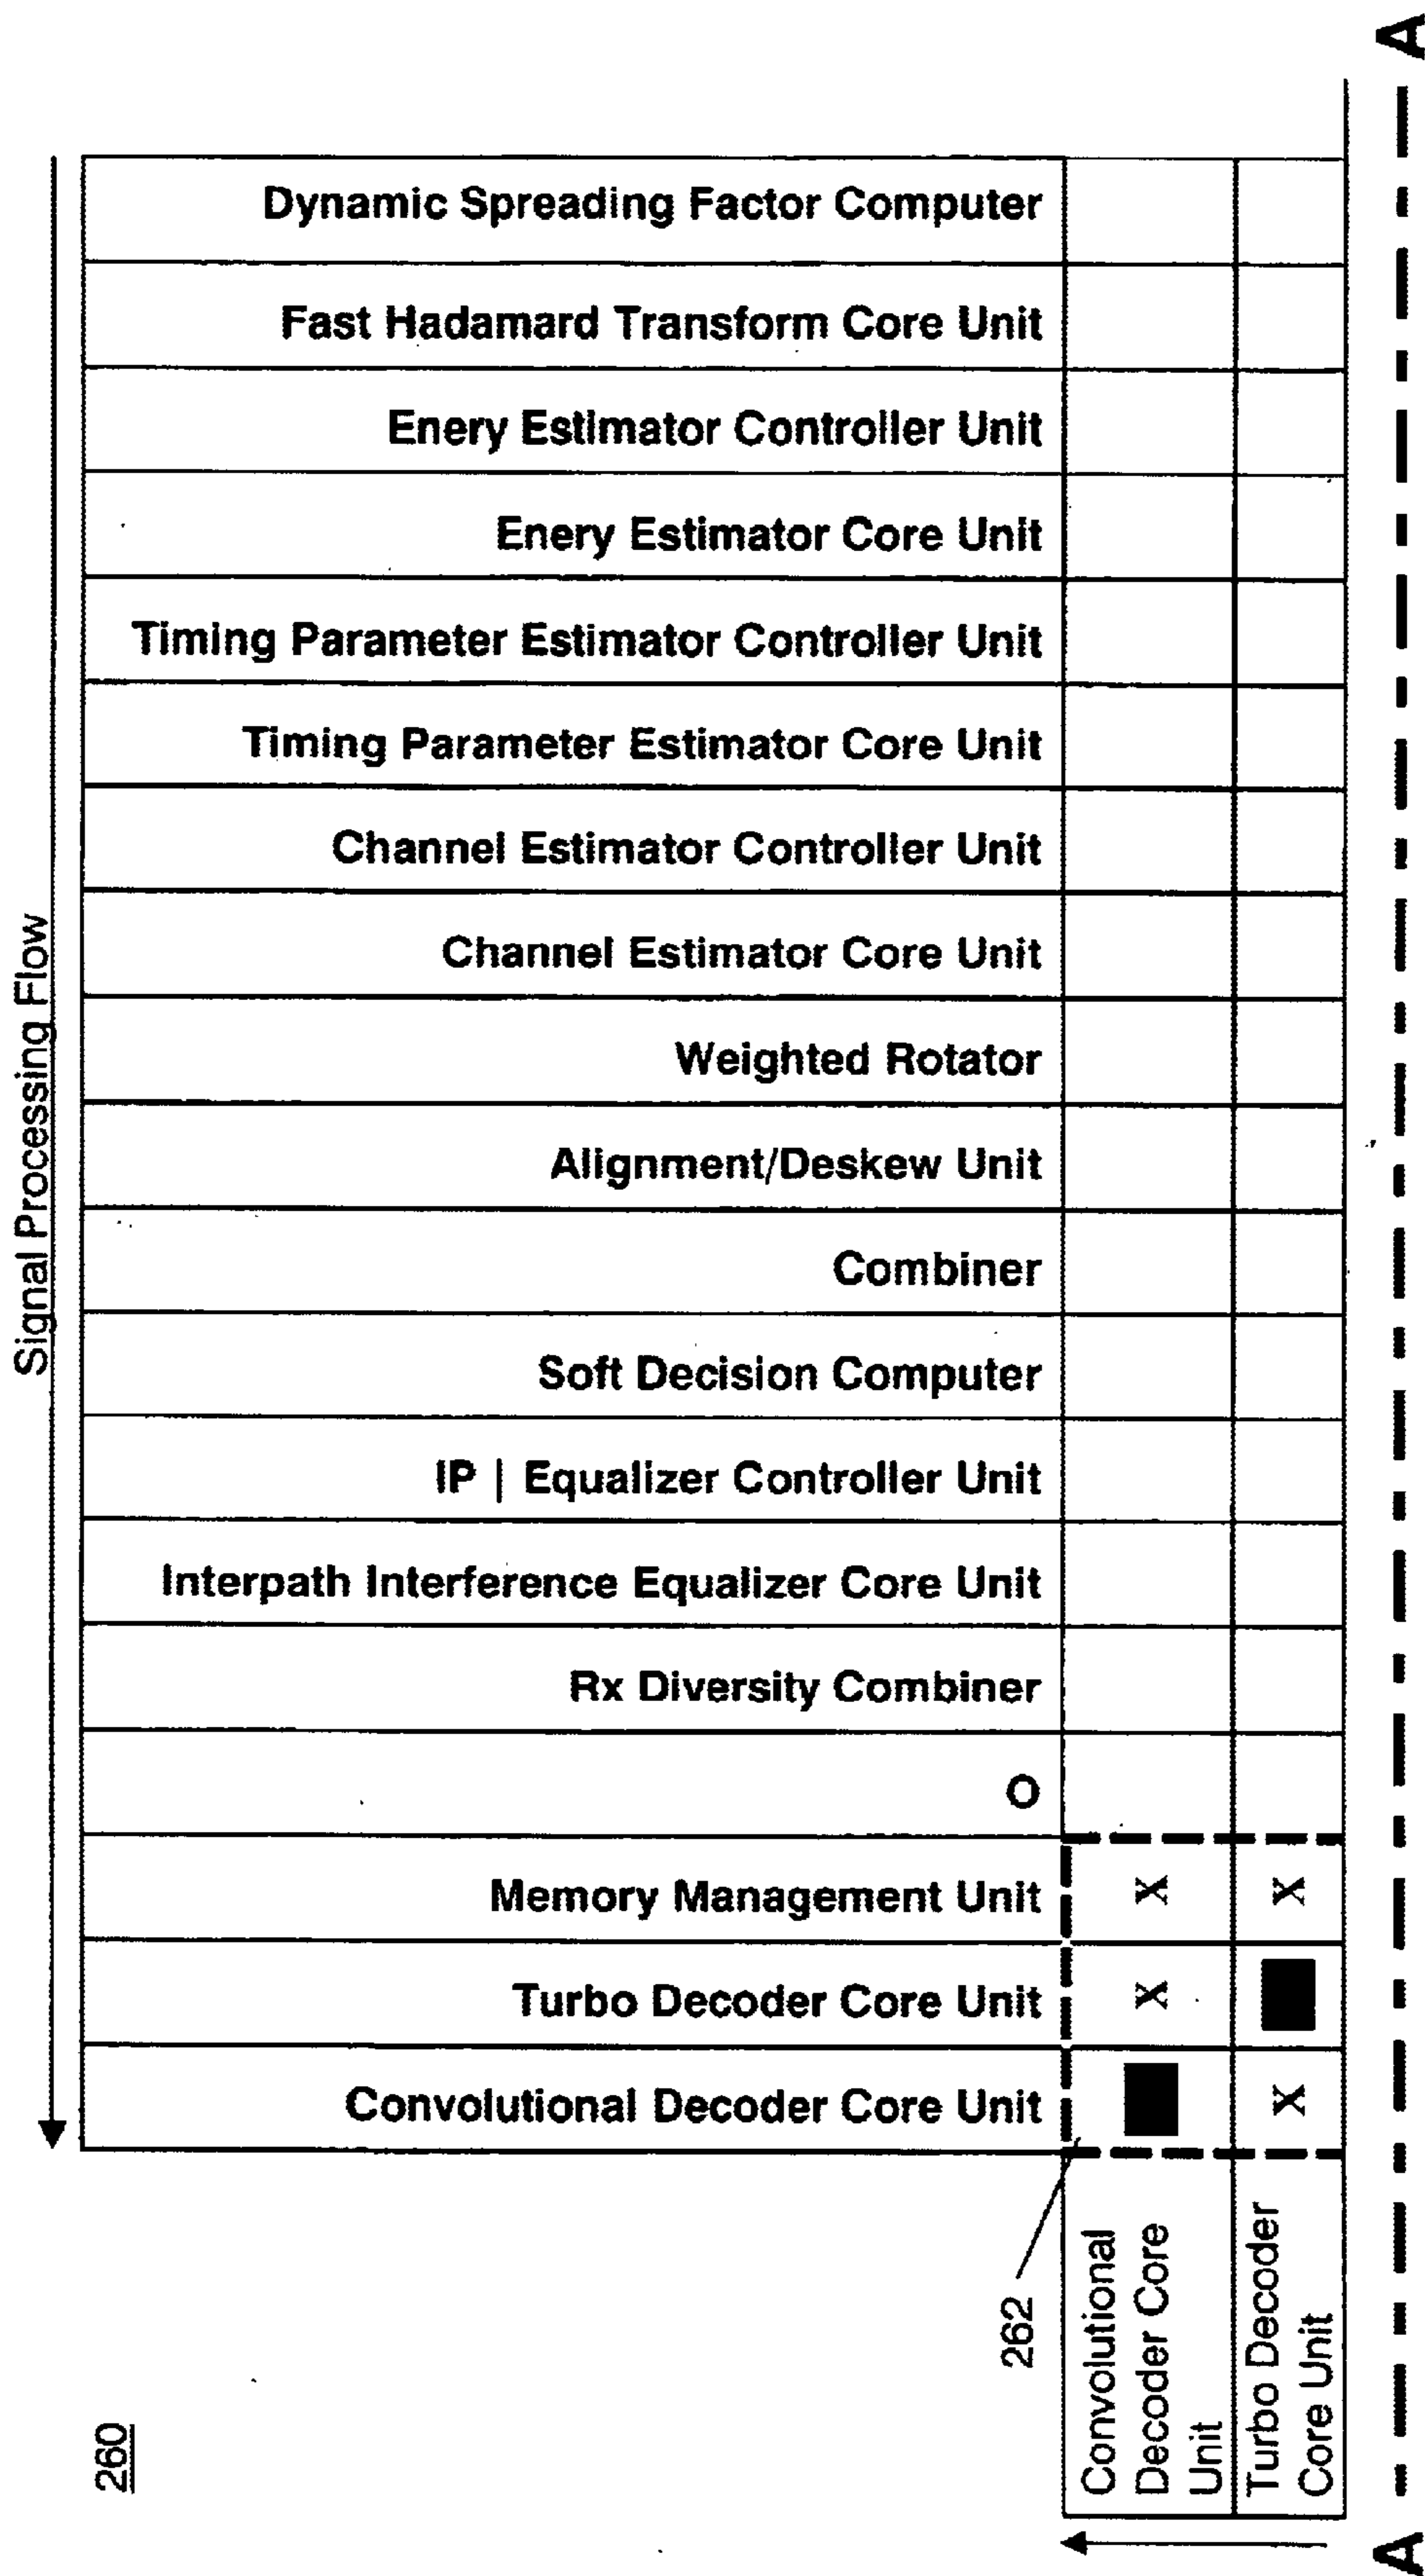 Signal Processing Flow
260
Dynamic Spreading Factor Computer
Fast Hadamard Transform Core Unit
Enery Estimator Controller Unit
Enery Estimator Core Unit
Timing Parameter Estimator Controller Unit
Timing Parameter Estimator Core Unit
Channel Estimator Controller Unit
Channel Estimator Core Unit
Weighted Rotator
Alignment/Deskew Unit
Combiner
Soft Decision Computer
IP | Equalizer Controller Unit
Interpath Interference Equalizer Core Unit
Rx Diversity Combiner
O
Memory Management Unit
Turbo Decoder Core Unit
Convolutional Decoder Core Unit
262
Convolutional
Decoder Core
Unit
X X
Turbo Decoder
Core Unit
X X
A A